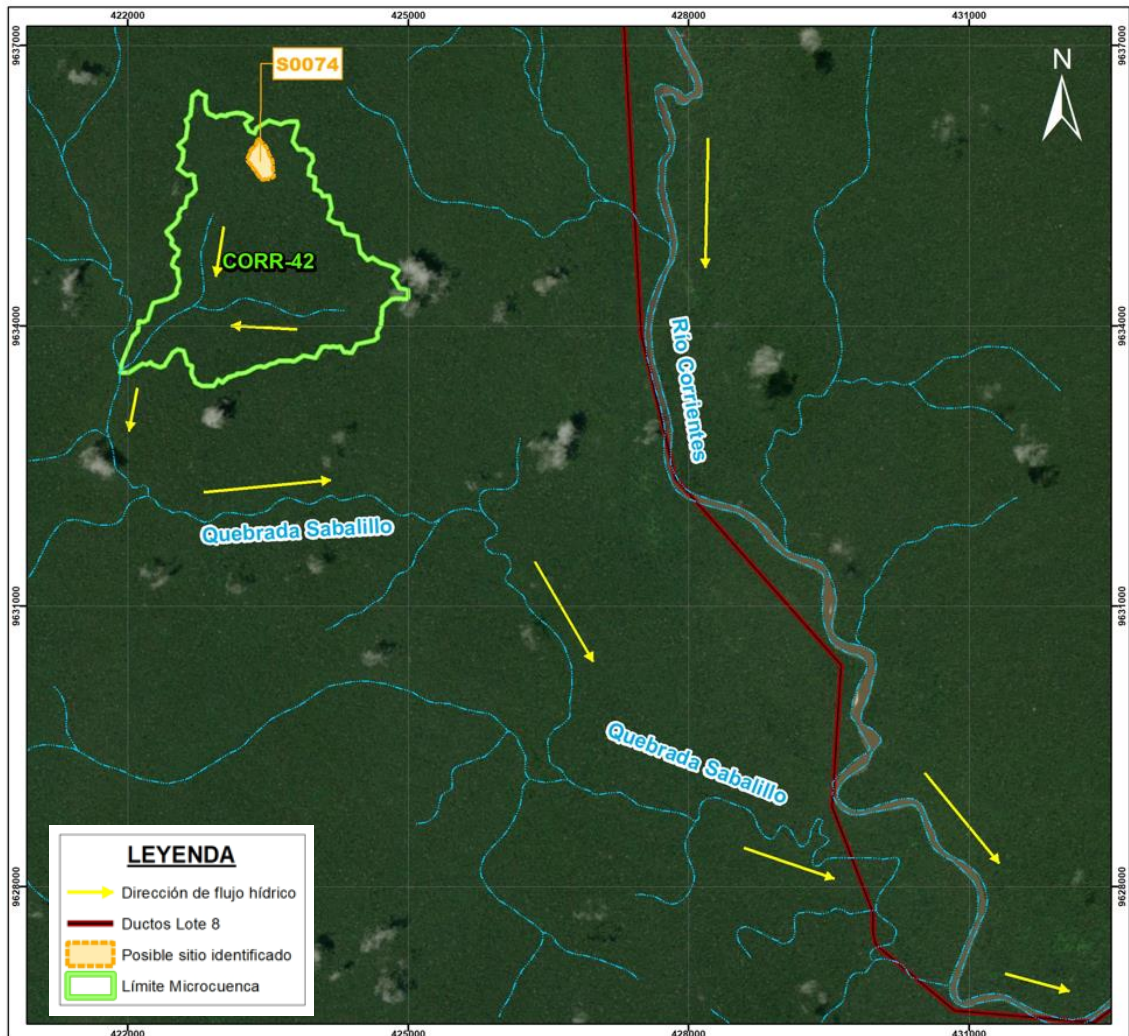 422000
425000
428000
431000
9637000
9637000
N
S0074
CORR-42
9634000
9634000
Río Corrientes
Quebrada Sabalillo
9631000
9631000
Quebrada Sabalillo
9628000
9628000
LEYENDA
Dirección de flujo hídrico
Ductos Lote 8
Posible sitio identificado
Límite Microcuenca
422000
425000
428000
431000